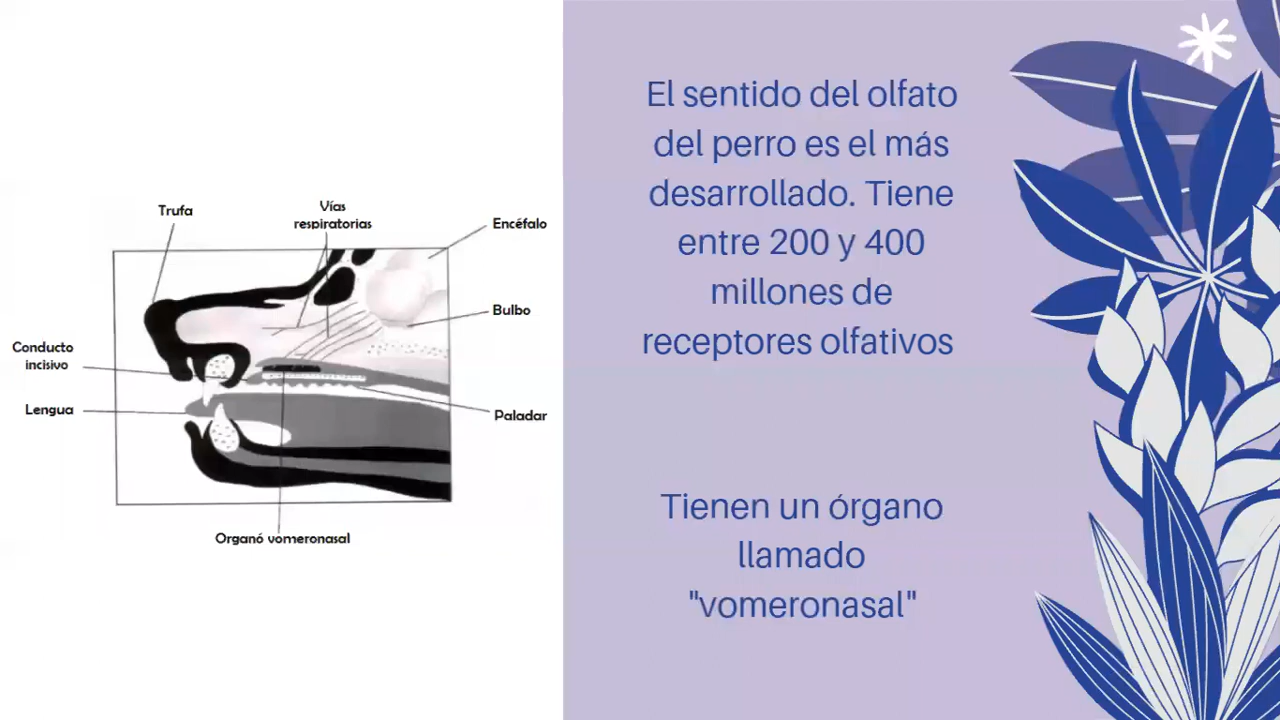 Trufa
Vías
respiratorias
Encéfalo
Bulbo
Conducto
incisivo
Lengua
Paladar
Organó vomeronasal
El sentido del olfato
del perro es el más
desarrollado. Tiene
entre 200 y 400
millones de
receptores olfativos
Tienen un órgano
llamado
"vomeronasal"